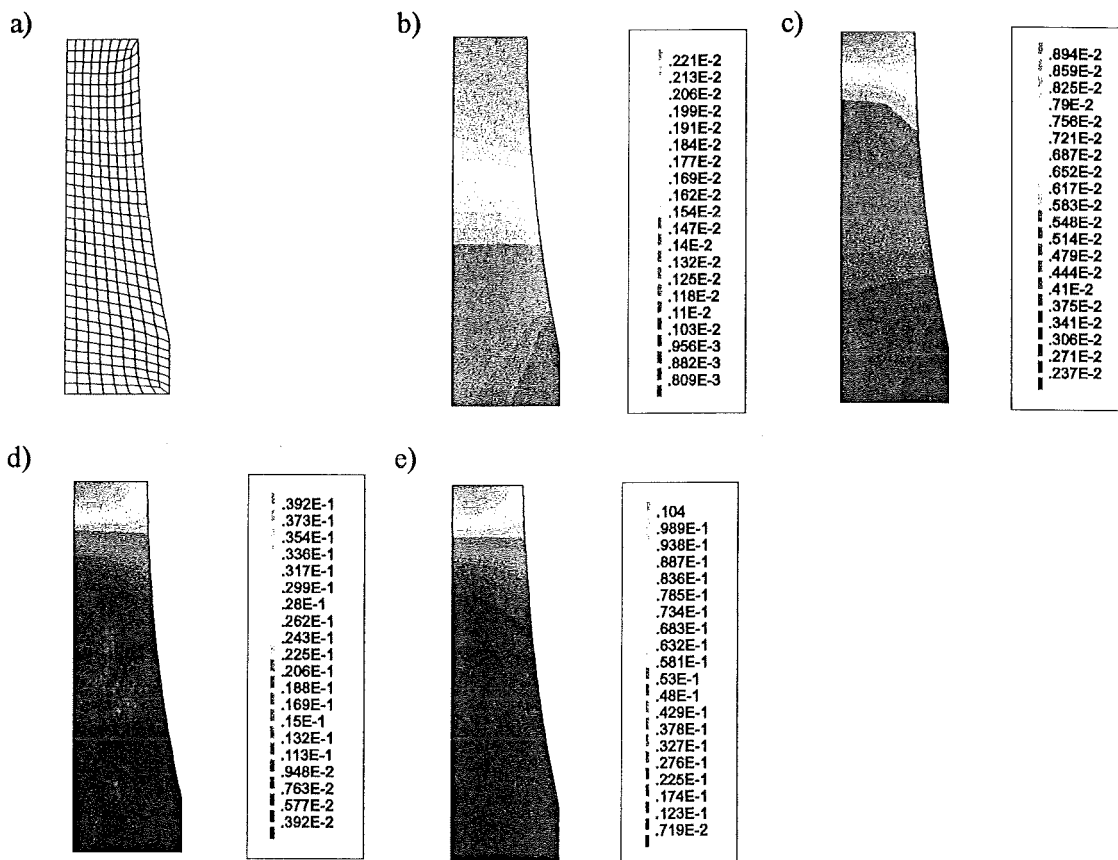 a)
b)
.221E-2
.213E-2
.206E-2
.199E-2
.191E-2
.184E-2
.177E-2
.169E-2
.162E-2
.154E-2
.147E-2
.14E-2
.132E-2
.125E-2
.118E-2
.11E-2
.103E-2
.956E-3
.882E-3
.809E-3
c)
.894E-2
.859E-2
.825E-2
.79E-2
.756E-2
.721E-2
.687E-2
.652E-2
.617E-2
.583E-2
.548E-2
.514E-2
.479E-2
.444E-2
.41E-2
.375E-2
.341E-2
.306E-2
.271E-2
.237E-2
d)
.392E-1
.373E-1
.354E-1
.336E-1
.317E-1
.299E-1
.28E-1
.262E-1
.243E-1
.225E-1
.206E-1
.188E-1
.169E-1
.15E-1
.132E-1
.113E-1
.948E-2
.763E-2
.577E-2
.392E-2
e)
.104
.989E-1
.938E-1
.887E-1
.836E-1
.785E-1
.734E-1
.683E-1
.632E-1
.581E-1
.53E-1
.48E-1
.429E-1
.378E-1
.327E-1
.276E-1
.225E-1
.174E-1
.123E-1
.719E-2